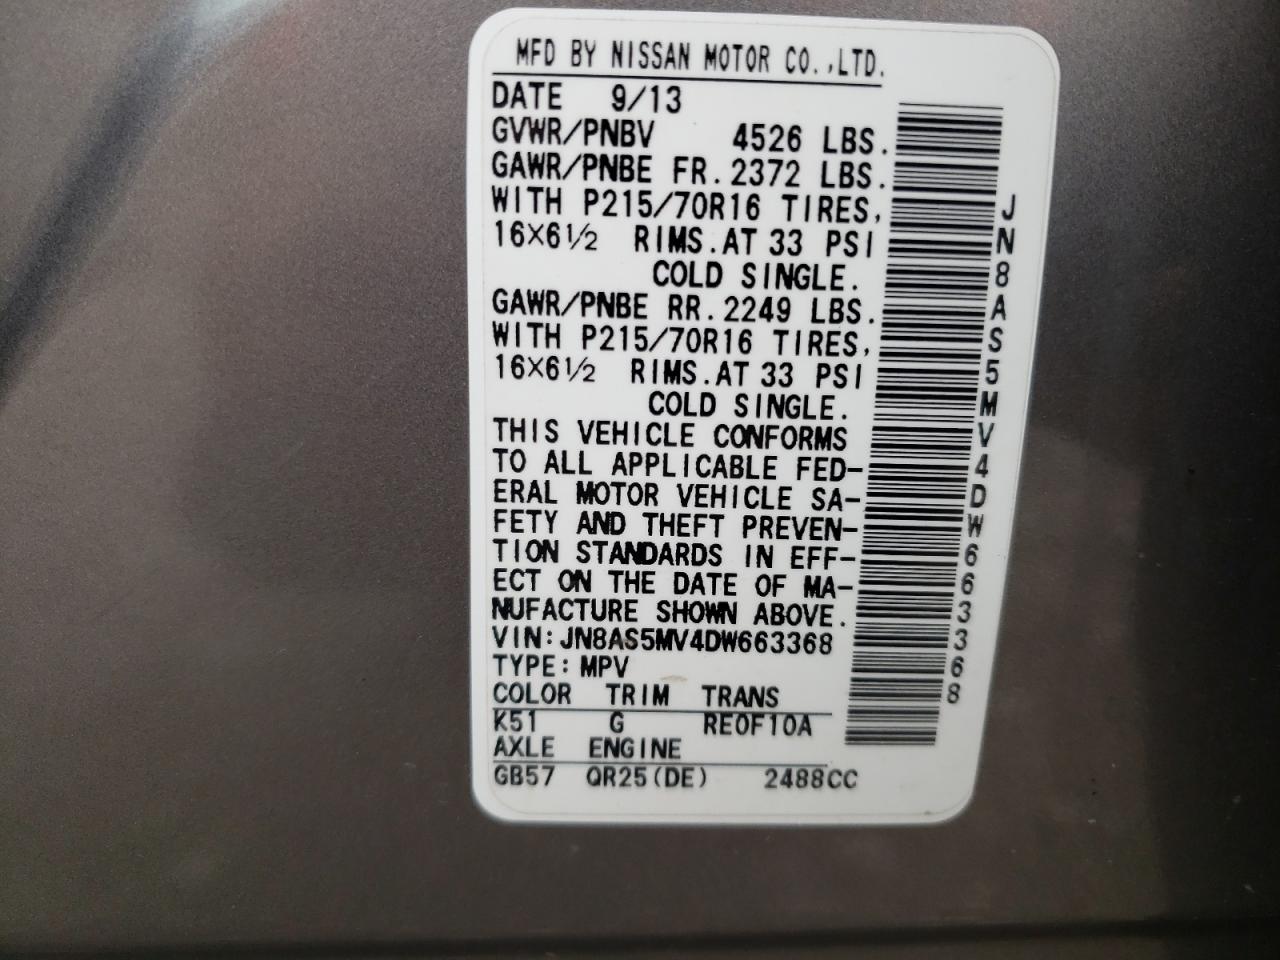 MFD BY NISSAN MOTOR CO.,LTD.
DATE 9/13
GVWR/PNBV 4526 LBS.
GAWR/PNBE FR.2372 LBS.
WITH P215/70R16 TIRES,
16×6½ RIMS.AT 33 PSI
COLD SINGLE.
GAWR/PNBE RR.2249 LBS.
WITH P215/70R16 TIRES,
16×6½ RIMS.AT 33 PSI
COLD SINGLE.
THIS VEHICLE CONFORMS
TO ALL APPLICABLE FED-
ERAL MOTOR VEHICLE SA-
FETY AND THEFT PREVEN-
TION STANDARDS IN EFF-
ECT ON THE DATE OF MA-
NUFACTURE SHOWN ABOVE.
VIN:JN8AS5MV4DW663368
TYPE:MPV
COLOR TRIM TRANS
K51 G RE0F10A
AXLE ENGINE
GB57 QR25(DE) 2488CC
JN8AS5MV4DW663368